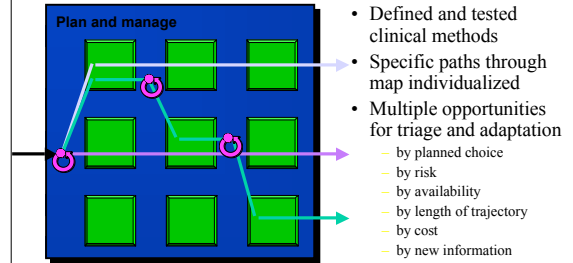 Plan and manage
• Defined and tested
clinical methods
• Specific paths through
map individualized
• Multiple opportunities
for triage and adaptation
– by planned choice
– by risk
– by availability
– by length of trajectory
– by cost
– by new information